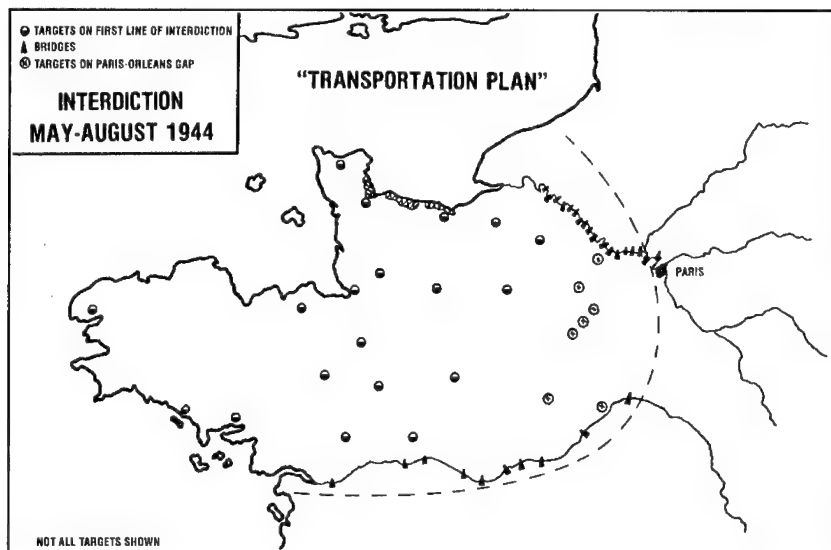 TARGETS ON FIRST LINE OF INTERDICTION
BRIDGES
TARGETS ON PARIS-ORLEANS GAP
INTERDICTION
MAY-AUGUST 1944
"TRANSPORTATION PLAN"
PARIS
NOT ALL TARGETS SHOWN